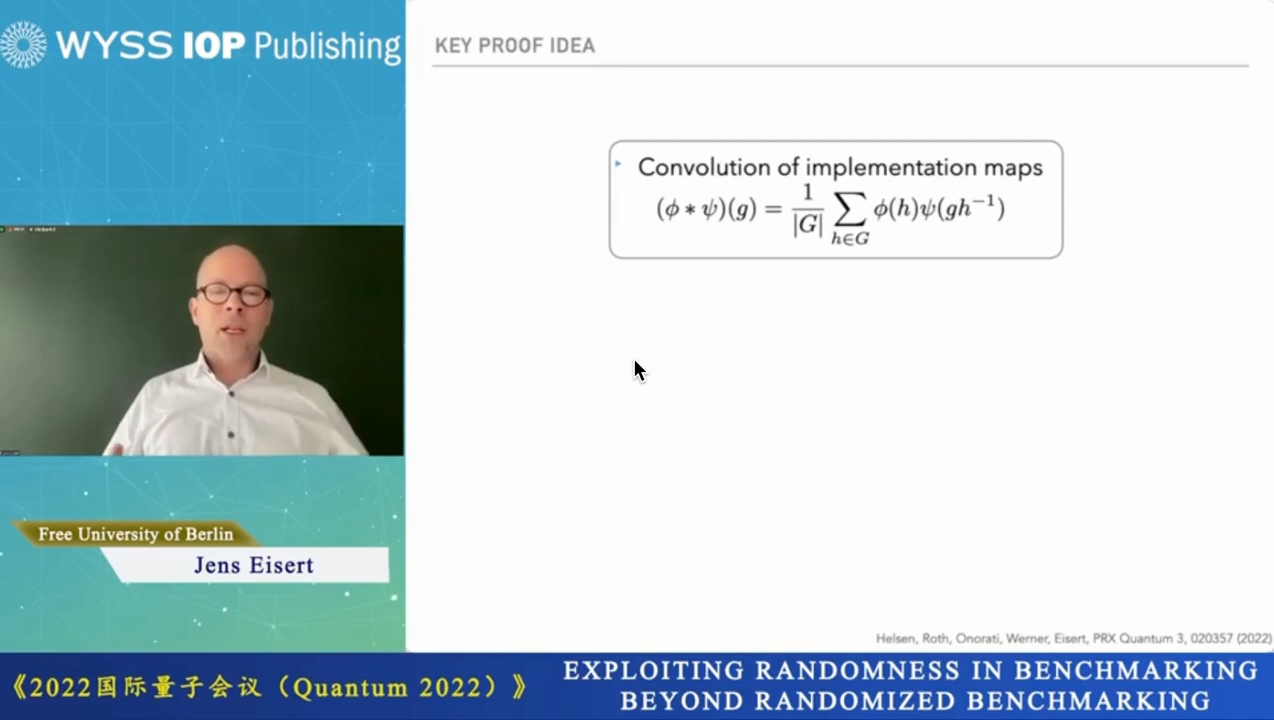 WYSS IOP Publishing
KEY PROOF IDEA
Convolution of implementation maps
(ϕ ∗ ψ)(g) = 1/|G| ∑_{h∈G} ϕ(h)ψ(gh⁻¹)
Free University of Berlin
Jens Eisert
Helsen, Roth, Onorati, Werner, Eisert, PRX Quantum 3, 020357 (2022)
《2022国际量子会议（Quantum 2022）》
EXPLOITING RANDOMNESS IN BENCHMARKING
BEYOND RANDOMIZED BENCHMARKING